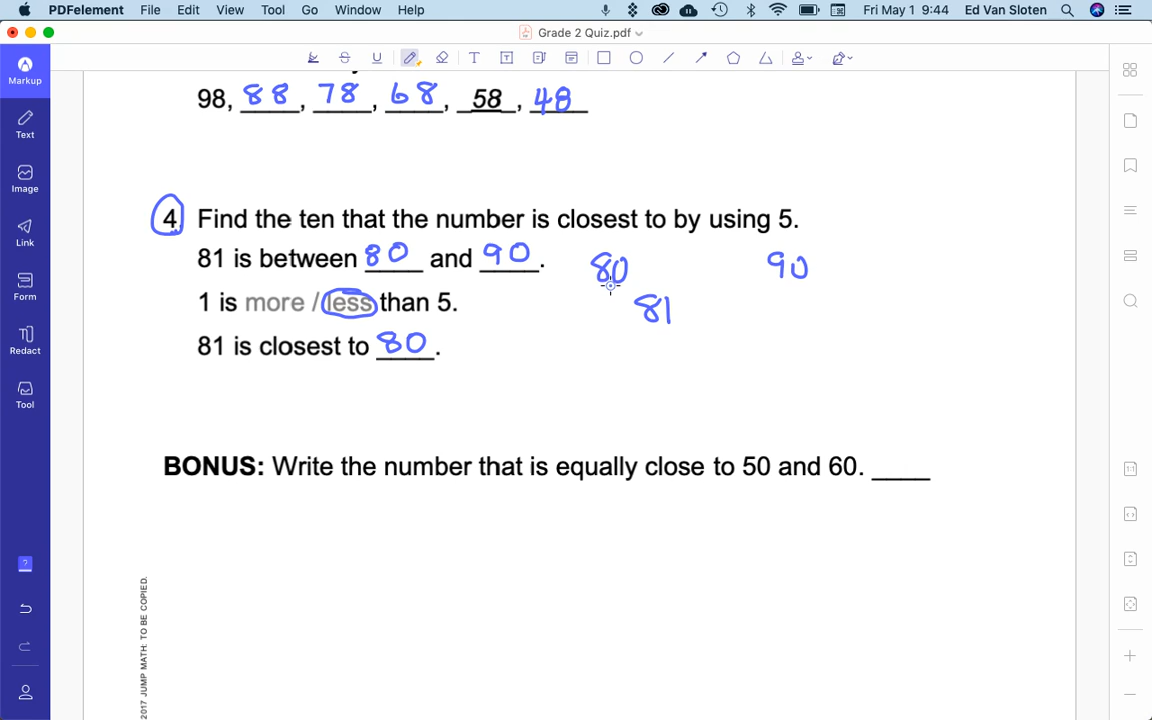 PDFelement File Edit View Tool Go Window Help Fri May 1 9:44 Ed Van Sloten
Grade 2 Quiz.pdf
Markup
Text
Image
Link
Form
Redact
Tool
98, 88, 78, 68, 58, 48
4. Find the ten that the number is closest to by using 5.
81 is between 80 and 90. 80 90
1 is more / less than 5. 81
81 is closest to 80.
BONUS: Write the number that is equally close to 50 and 60. ____
2017 JUMP MATH: TO BE COPIED.